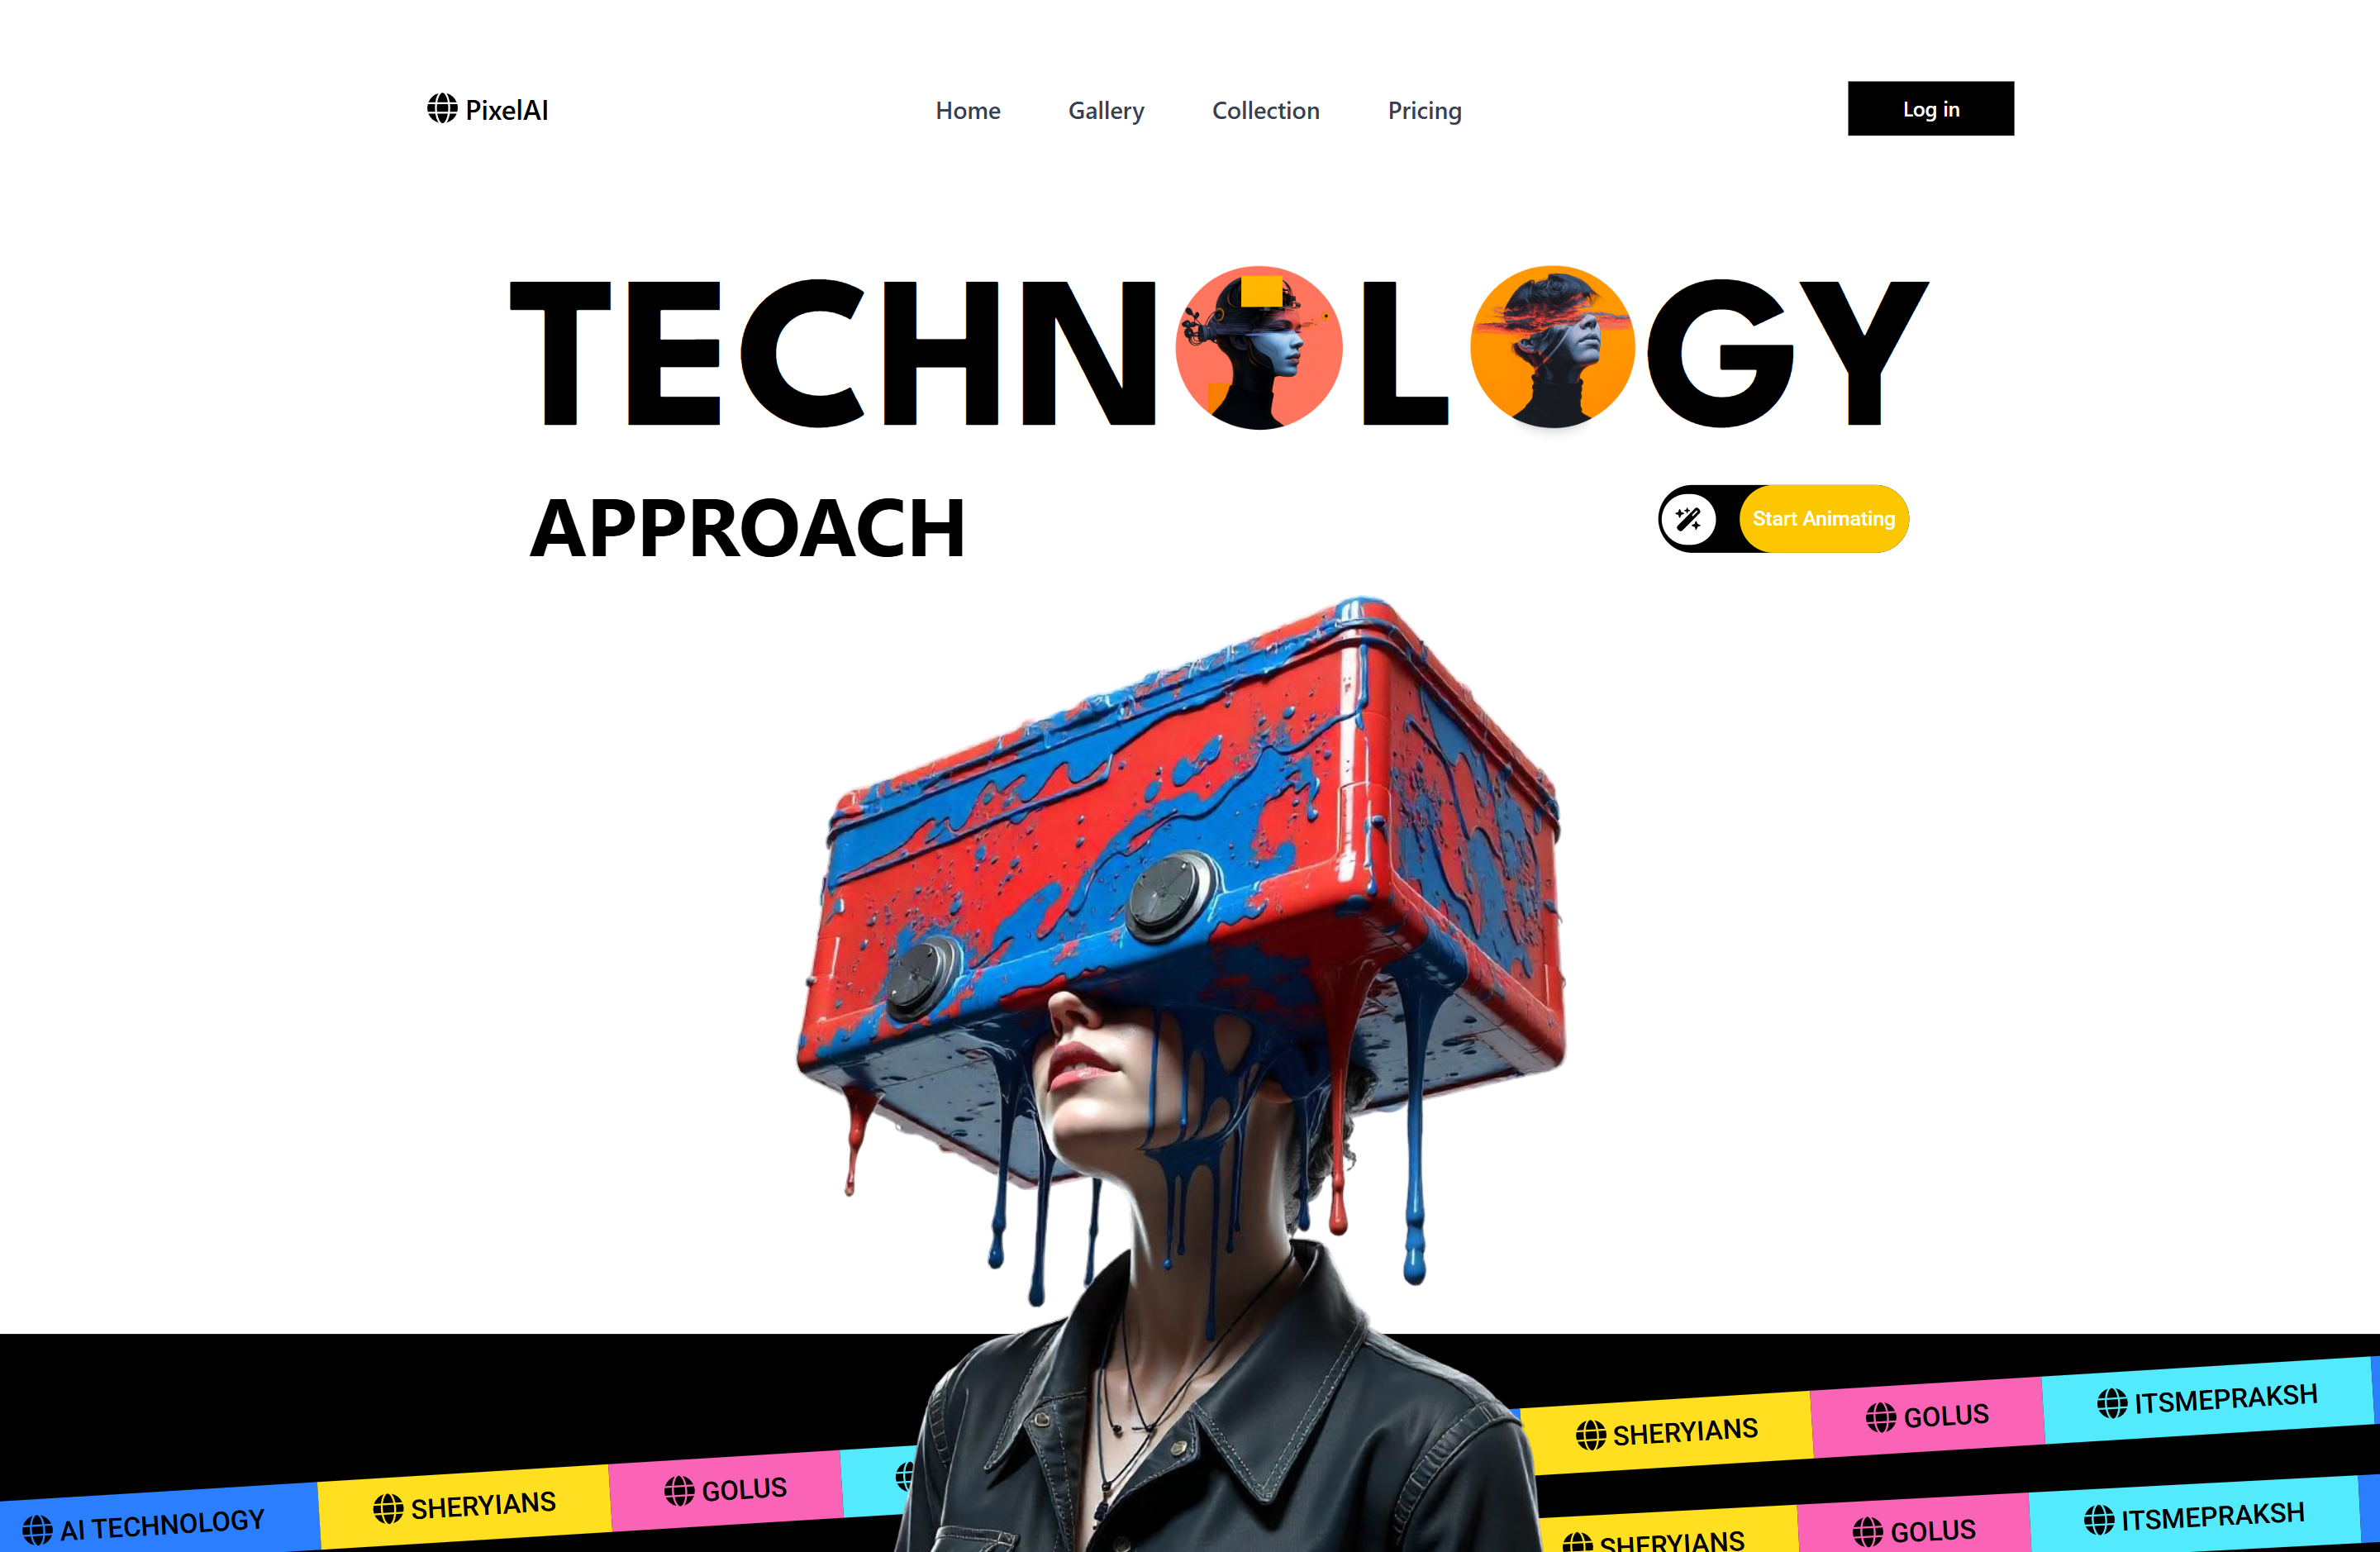 PixelAI
Home Gallery Collection Pricing
Log in
TECHNOLOGY
APPROACH
Start Animating
SHERYIANS GOLUS ITSMEPRAKSH
AI TECHNOLOGY SHERYIANS GOLUS
SHERYIANS GOLUS ITSMEPRAKSH